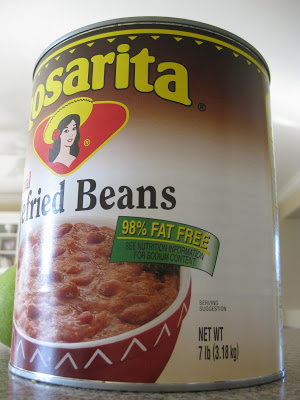 osarita
®
®
efried Beans
98% FAT FREE
SEE NUTRITION INFORMATION
FOR SODIUM CONTENT
SERVING
SUGGESTION
NET WT
7 lb (3.18 kg)